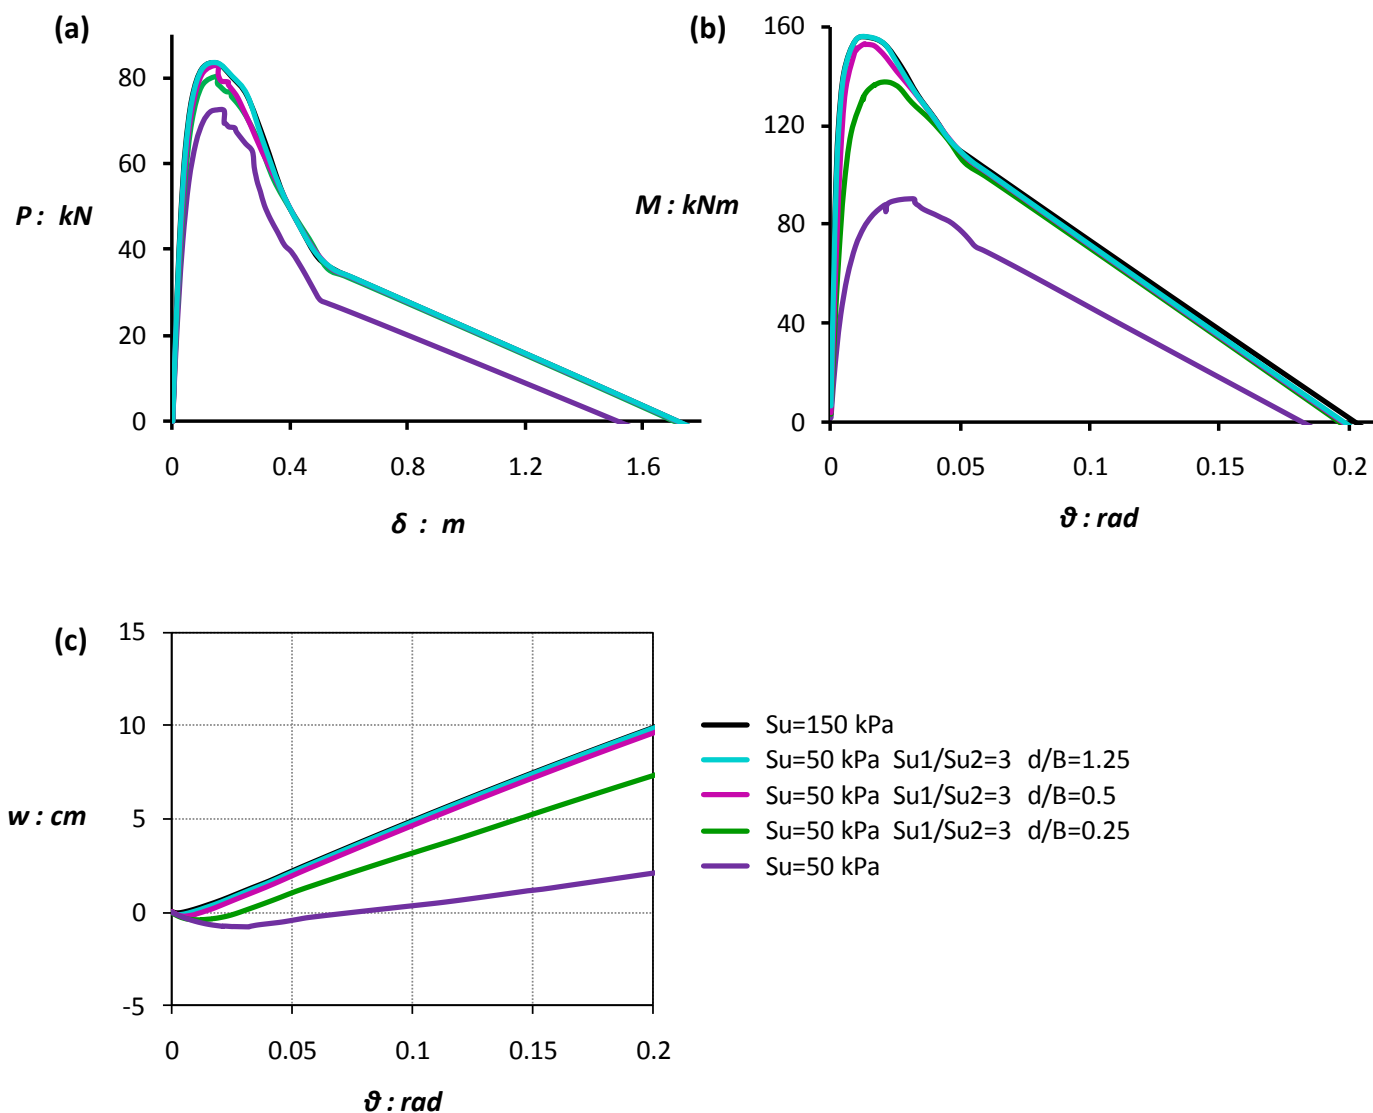 (a)
80
60
40
20
0
P : kN
0 0.4 0.8 1.2 1.6
δ : m
(b)
160
120
80
40
0
M : kNm
0 0.05 0.1 0.15 0.2
ϑ : rad
(c)
15
10
5
0
-5
w : cm
0 0.05 0.1 0.15 0.2
ϑ : rad
Su=150 kPa
Su=50 kPa Su1/Su2=3 d/B=1.25
Su=50 kPa Su1/Su2=3 d/B=0.5
Su=50 kPa Su1/Su2=3 d/B=0.25
Su=50 kPa